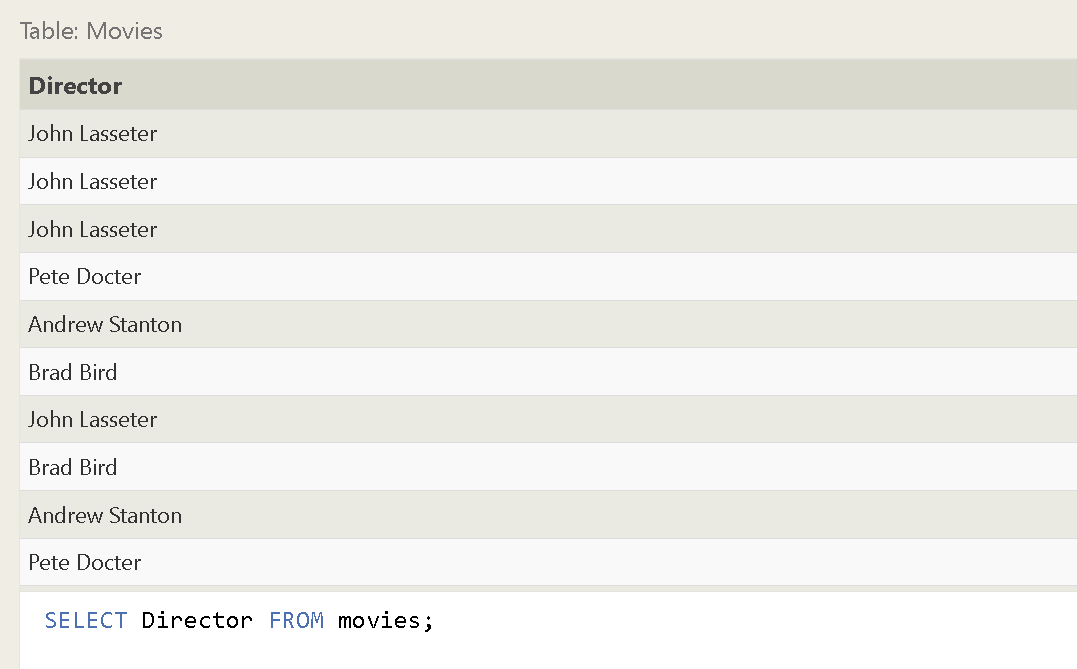 Table: Movies
Director
John Lasseter
John Lasseter
John Lasseter
Pete Docter
Andrew Stanton
Brad Bird
John Lasseter
Brad Bird
Andrew Stanton
Pete Docter
SELECT Director FROM movies;